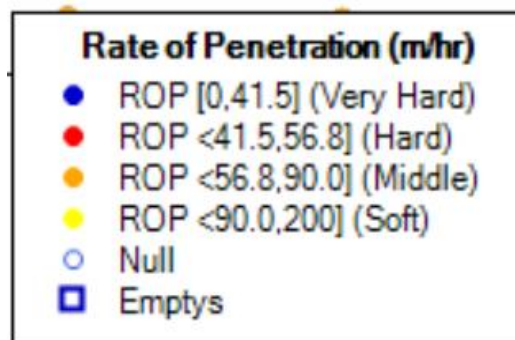 Rate of Penetration (m/hr)
ROP [0,41.5] (Very Hard)
ROP <41.5,56.8] (Hard)
ROP <56.8,90.0] (Middle)
ROP <90.0,200] (Soft)
Null
Emptys